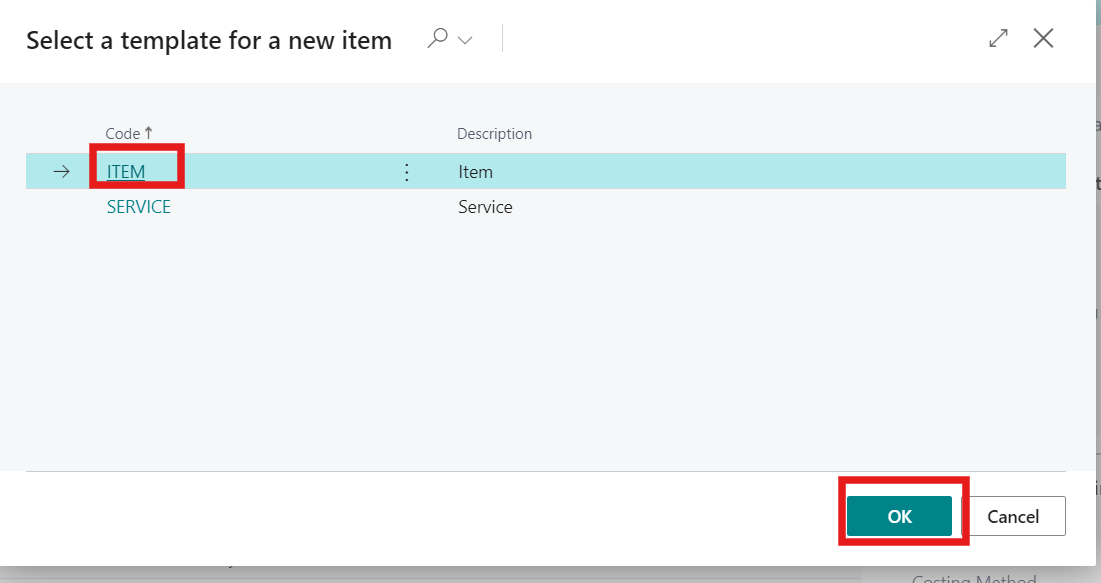 Select a template for a new item
Code ↑ Description
→ ITEM ⋮ Item
SERVICE Service
OK Cancel
Costing Method